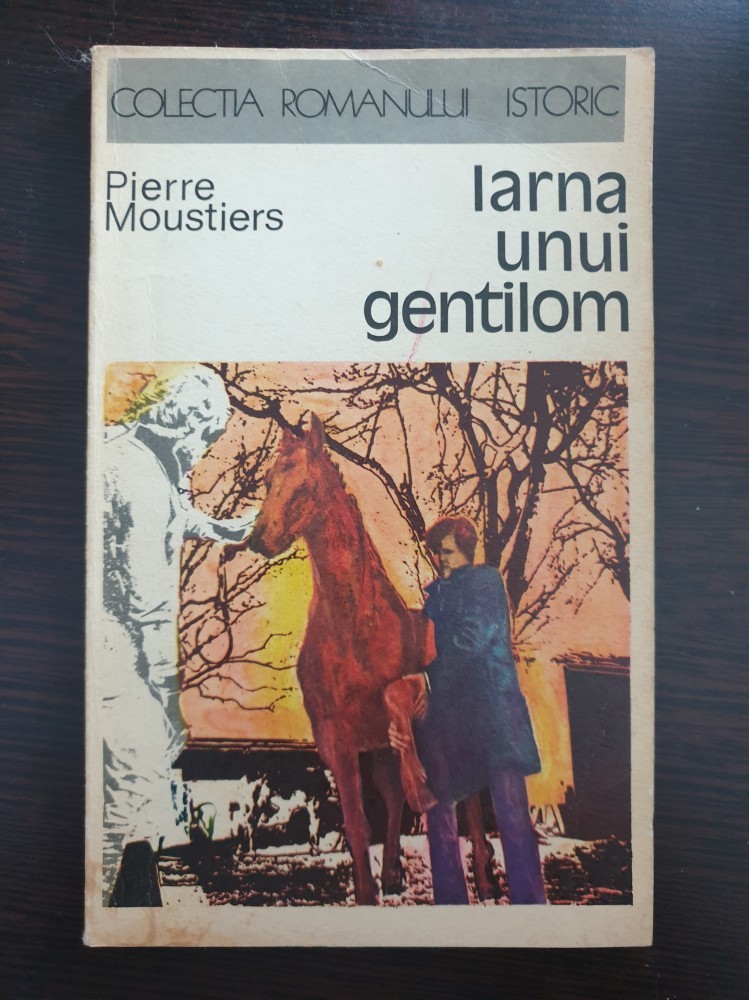 COLECTIA ROMANULUI ISTORIC
Pierre
Moustiers
Iarna
unui
gentilom